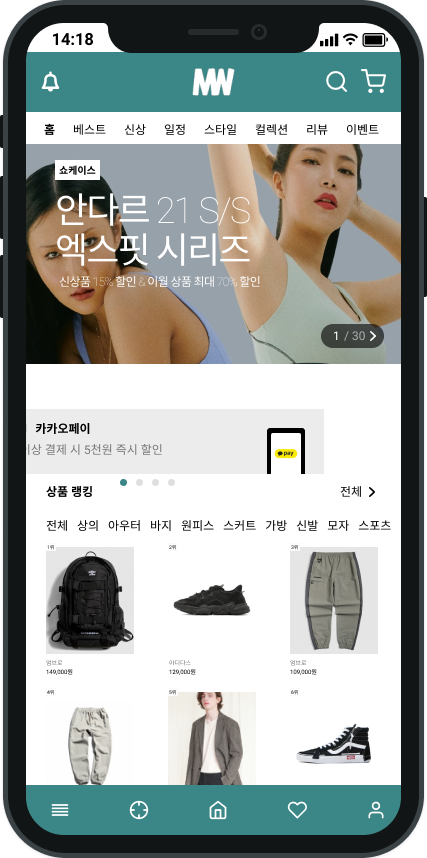 14:18
MW
홈 베스트 신상 일정 스타일 컬렉션 리뷰 이벤트
쇼케이스
안다르 21 S/S
엑스핏 시리즈
신상품 15% 할인 & 이월 상품 최대 70% 할인
1 / 30
카카오페이
이상 결제 시 5천원 즉시 할인
pay
상품 랭킹 전체
전체 상의 아우터 바지 원피스 스커트 가방 신발 모자 스포츠
1위 2위 3위
엄브로 아디다스 엄브로
149,000원 129,000원 109,000원
4위 5위 6위